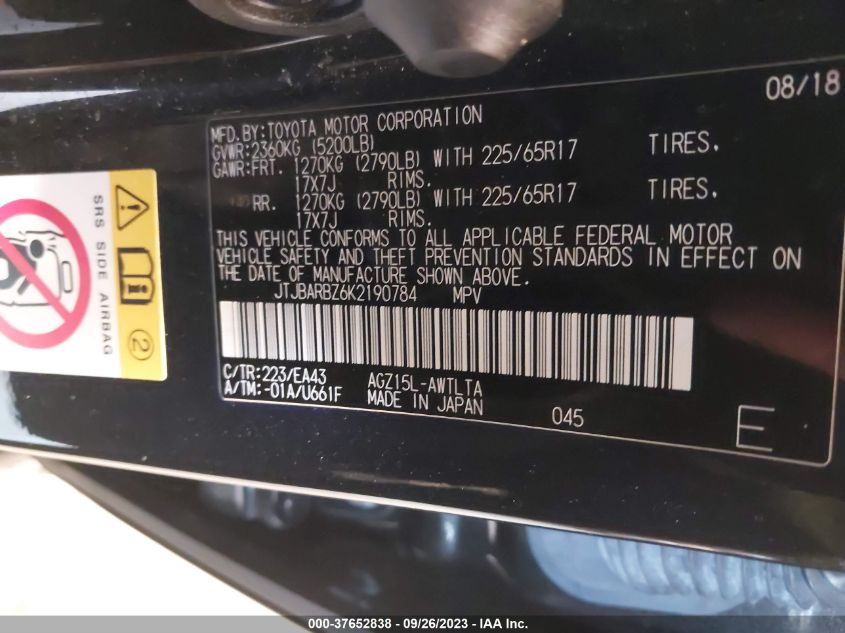 08/18
MFD.BY:TOYOTA MOTOR CORPORATION
GVWR:2360KG (5200LB)
GAWR:FRT. 1270KG (2790LB) WITH 225/65R17 TIRES.
17X7J RIMS.
RR. 1270KG (2790LB) WITH 225/65R17 TIRES.
17X7J RIMS.
THIS VEHICLE CONFORMS TO ALL APPLICABLE FEDERAL MOTOR
VEHICLE SAFETY AND THEFT PREVENTION STANDARDS IN EFFECT ON
THE DATE OF MANUFACTURE SHOWN ABOVE.
JTJBARBZ6K2190784 MPV
C/TR:223/EA43 AGZ15L-AWTLTA
A/TM:-01A/U661F MADE IN JAPAN 045
E
SRS SIDE AIRBAG
2
000-37652838 - 09/26/2023 - WWW.IAAI.COM